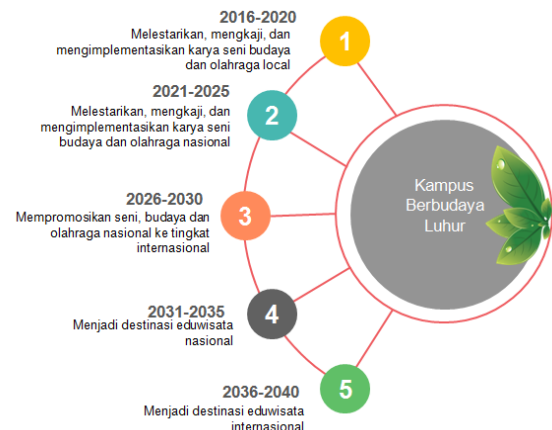 2016-2020
Melestarikan, mengkaji, dan
mengimplementasikan karya seni budaya
dan olahraga local
1
2021-2025
Melestarikan, mengkaji, dan
mengimplementasikan karya seni
budaya dan olahraga nasional
2
2026-2030
Mempromosikan seni, budaya dan
olahraga nasional ke tingkat
internasional
3
2031-2035
Menjadi destinasi eduwisata
nasional
4
2036-2040
Menjadi destinasi eduwisata
internasional
5
Kampus
Berbudaya
Luhur